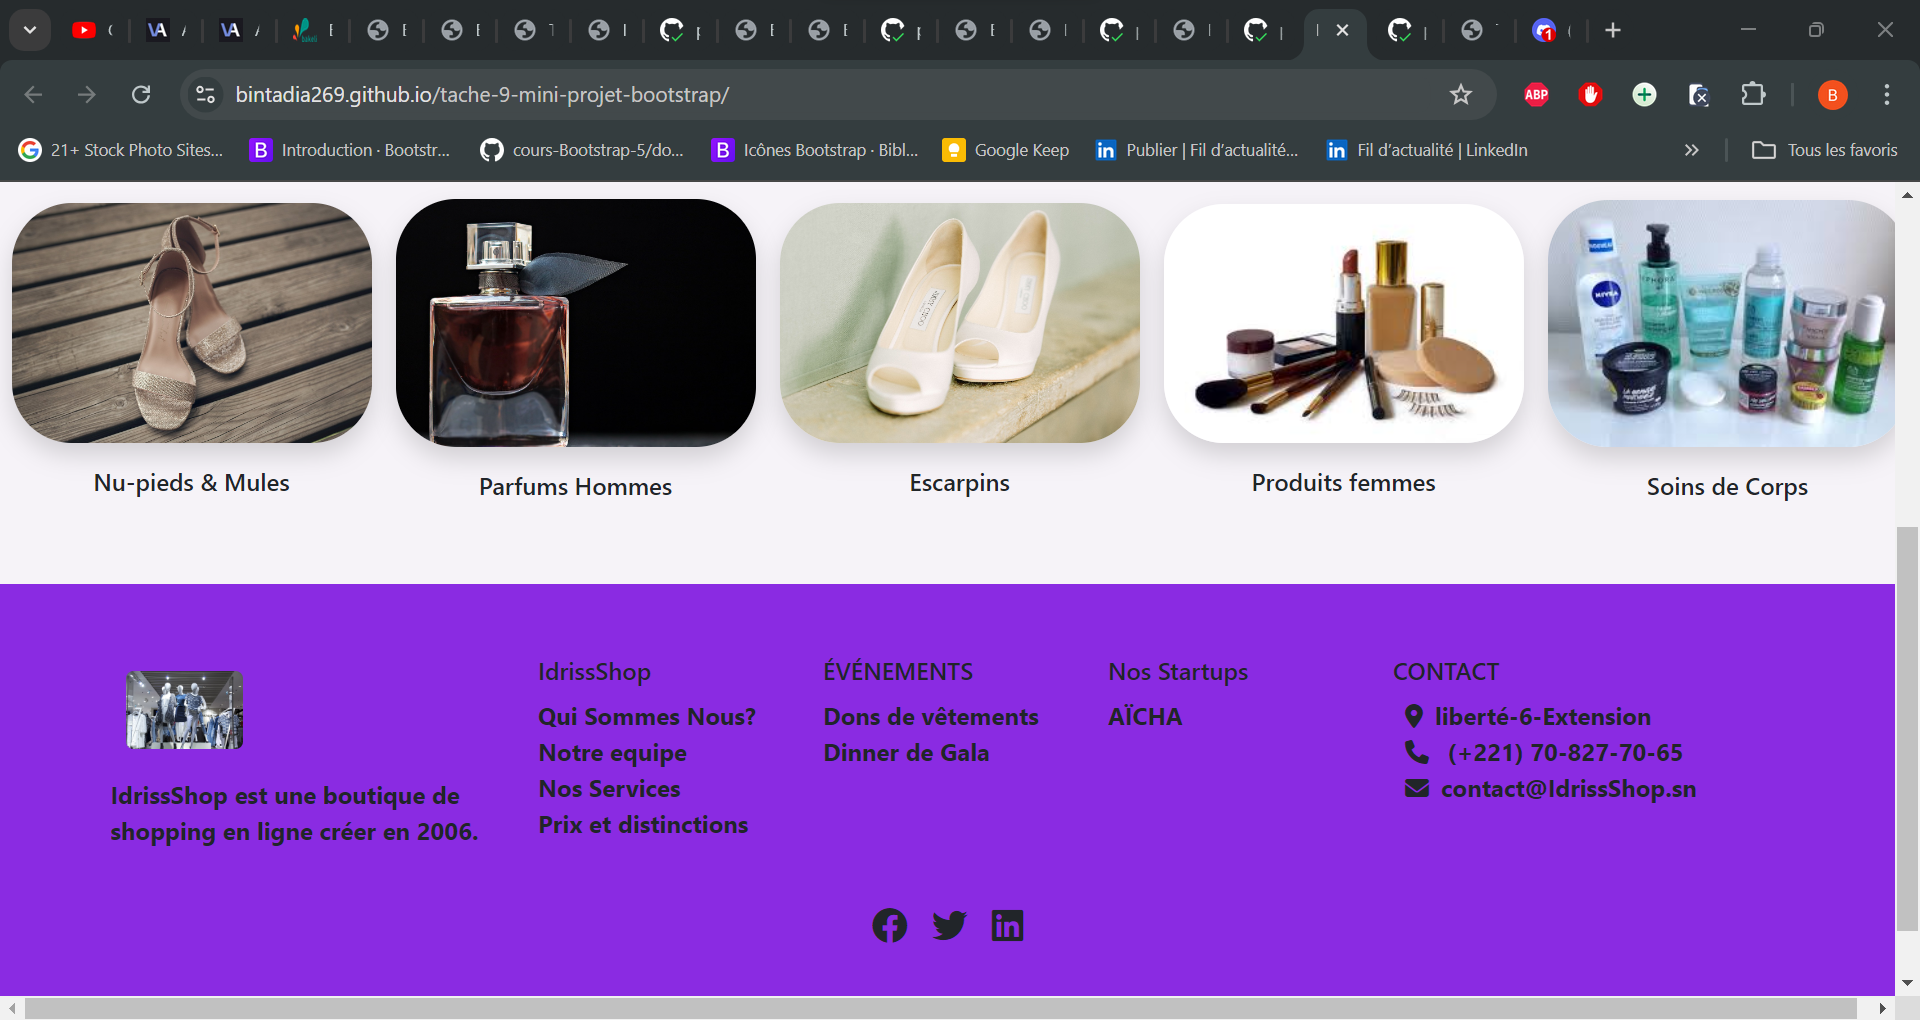 bintadia269.github.io/tache-9-mini-projet-bootstrap/
ABP
B
21+ Stock Photo Sites...
B Introduction · Bootstr...
cours-Bootstrap-5/do...
B Icônes Bootstrap · Bibl...
Google Keep
in Publier | Fil d'actualité...
in Fil d'actualité | LinkedIn
Tous les favoris
NIVEA
Nu-pieds & Mules
Parfums Hommes
Escarpins
Produits femmes
Soins de Corps
IdrissShop est une boutique de
shopping en ligne créer en 2006.
IdrissShop
Qui Sommes Nous?
Notre equipe
Nos Services
Prix et distinctions
ÉVÉNEMENTS
Dons de vêtements
Dinner de Gala
Nos Startups
AÏCHA
CONTACT
liberté-6-Extension
(+221) 70-827-70-65
contact@IdrissShop.sn